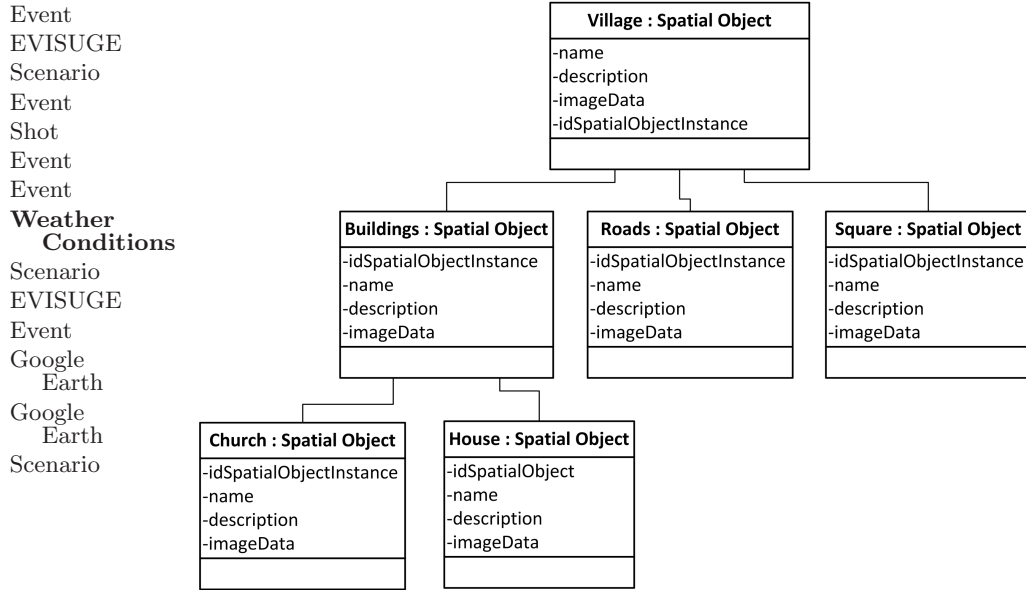 Event
EVISUGE
Scenario
Event
Shot
Event
Event
Weather
Conditions
Scenario
EVISUGE
Event
Google
Earth
Google
Earth
Scenario
Village : Spatial Object
-name
-description
-imageData
-idSpatialObjectInstance
Buildings : Spatial Object
-idSpatialObjectInstance
-name
-description
-imageData
Roads : Spatial Object
-idSpatialObjectInstance
-name
-description
-imageData
Square : Spatial Object
-idSpatialObjectInstance
-name
-description
-imageData
Church : Spatial Object
-idSpatialObjectInstance
-name
-description
-imageData
House : Spatial Object
-idSpatialObject
-name
-description
-imageData